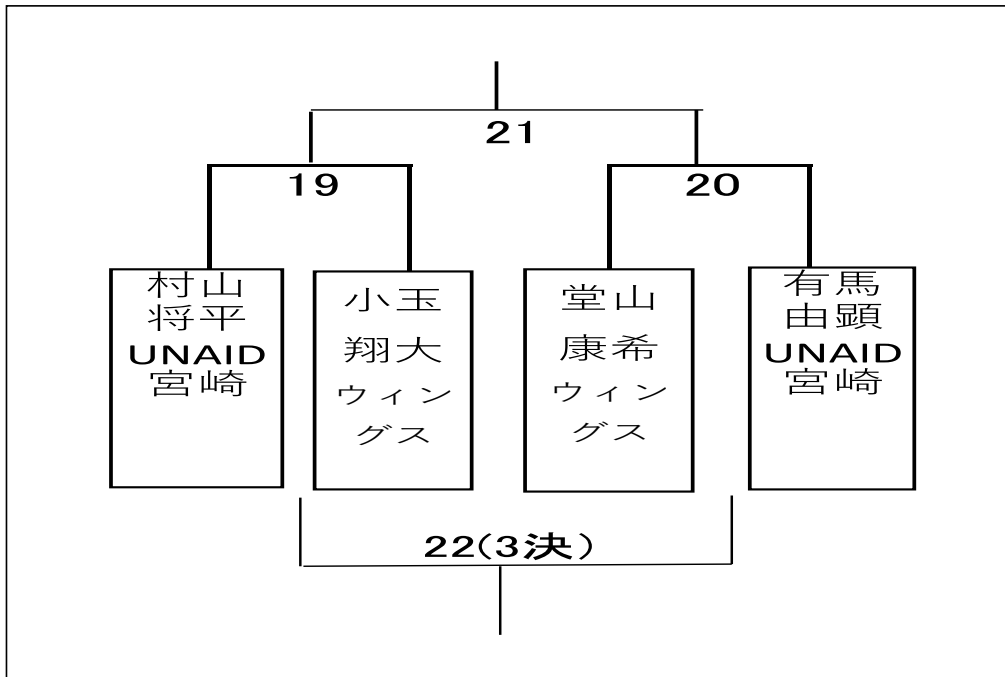 21
19
20
村山
将平
UNAID
宮崎
小玉
翔大
ウィン
グス
堂山
康希
ウィン
グス
有馬
由顕
UNAID
宮崎
22(3決)